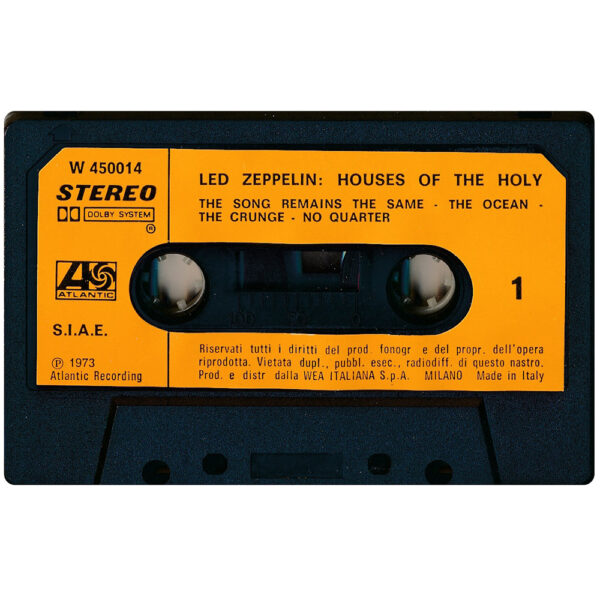 W 450014
STEREO
DOLBY SYSTEM
®
ATLANTIC
S.I.A.E.
℗ 1973
Atlantic Recording
LED ZEPPELIN: HOUSES OF THE HOLY
THE SONG REMAINS THE SAME - THE OCEAN -
THE CRUNGE - NO QUARTER
1
Riservati tutti i diritti del prod. fonogr. e del propr. dell'opera
riprodotta. Vietata dupl., pubbl. esec., radiodiff. di questo nastro.
Prod. e distr. dalla WEA ITALIANA S.p.A. MILANO Made in Italy